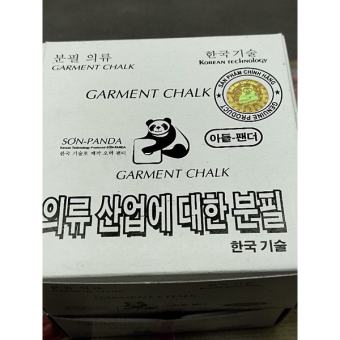 분필 의류
GARMENT CHALK
한국기술
KOREAN TECHNOLOGY
GARMENT CHALK
SẢN PHẨM CHÍNH HÃNG
GENUINE PRODUCT
SƠN-PANDA
아들-팬더
GARMENT CHALK
의류 산업에 대한 분필
한국 기술